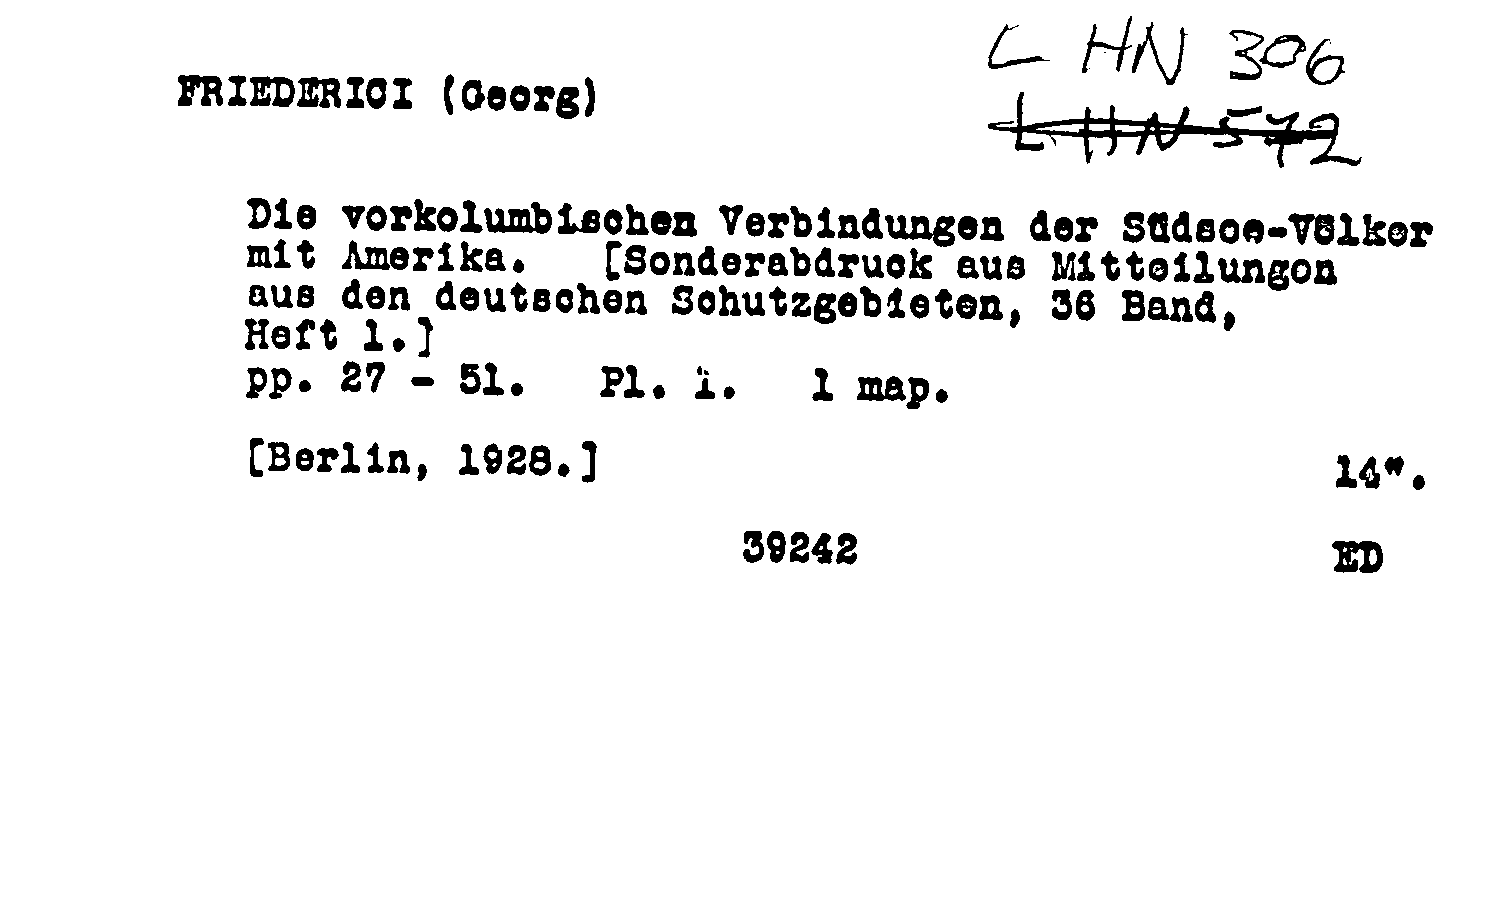 L HN 306
FRIEDERICI (Georg)
L HN 572
Die vorkolumbischen Verbindungen der Südsee-Völker
mit Amerika. [Sonderabdruck aus Mitteilungen
aus den deutschen Schutzgebieten, 36 Band,
Heft 1.]
pp. 27 - 51. Pl. i. 1 map.
[Berlin, 1928.]
14".
39242
ED